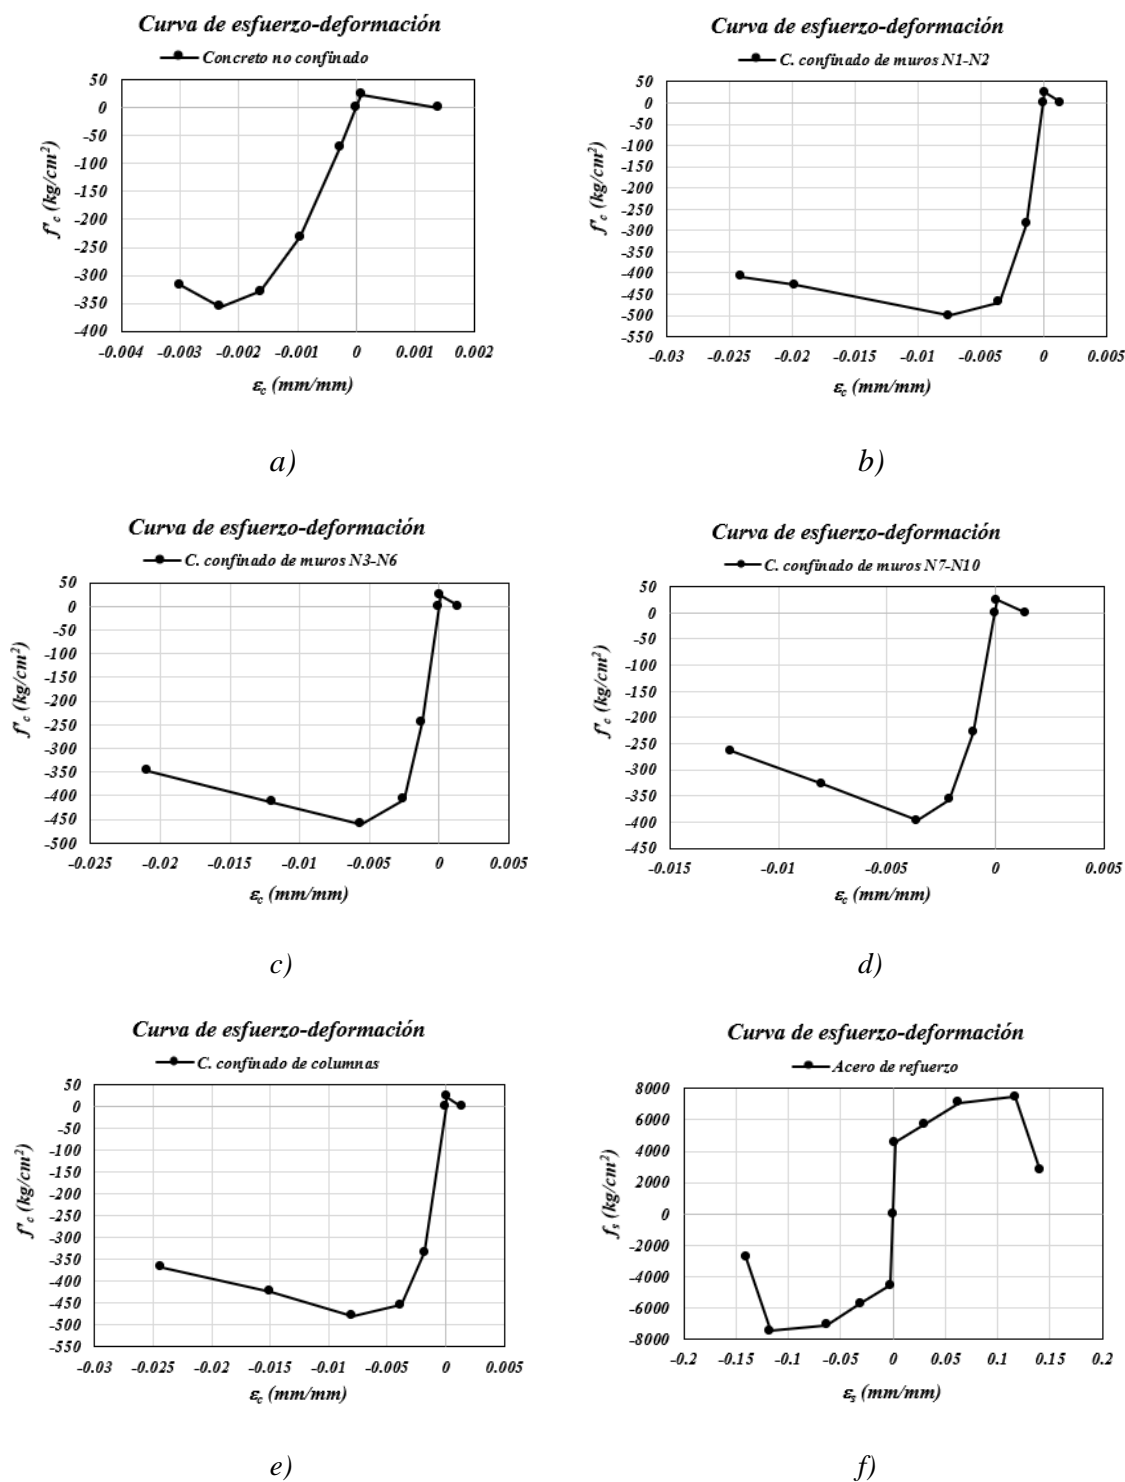 Curva de esfuerzo-deformación
Concreto no confinado
50
0
-50
-100
-150
-200
-250
-300
-350
-400
f'c (kg/cm²)
-0.004 -0.003 -0.002 -0.001 0 0.001 0.002
εc (mm/mm)
a)
Curva de esfuerzo-deformación
C. confinado de muros N1-N2
50
0
-50
-100
-150
-200
-250
-300
-350
-400
-450
-500
-550
f'c (kg/cm²)
-0.03 -0.025 -0.02 -0.015 -0.01 -0.005 0 0.005
εc (mm/mm)
b)
Curva de esfuerzo-deformación
C. confinado de muros N3-N6
50
0
-50
-100
-150
-200
-250
-300
-350
-400
-450
-500
f'c (kg/cm²)
-0.025 -0.02 -0.015 -0.01 -0.005 0 0.005
εc (mm/mm)
c)
Curva de esfuerzo-deformación
C. confinado de muros N7-N10
50
0
-50
-100
-150
-200
-250
-300
-350
-400
-450
f'c (kg/cm²)
-0.015 -0.01 -0.005 0 0.005
εc (mm/mm)
d)
Curva de esfuerzo-deformación
C. confinado de columnas
50
0
-50
-100
-150
-200
-250
-300
-350
-400
-450
-500
-550
f'c (kg/cm²)
-0.03 -0.025 -0.02 -0.015 -0.01 -0.005 0 0.005
εc (mm/mm)
e)
Curva de esfuerzo-deformación
Acero de refuerzo
8000
6000
4000
2000
0
-2000
-4000
-6000
-8000
fs (kg/cm²)
-0.2 -0.15 -0.1 -0.05 0 0.05 0.1 0.15 0.2
εs (mm/mm)
f)